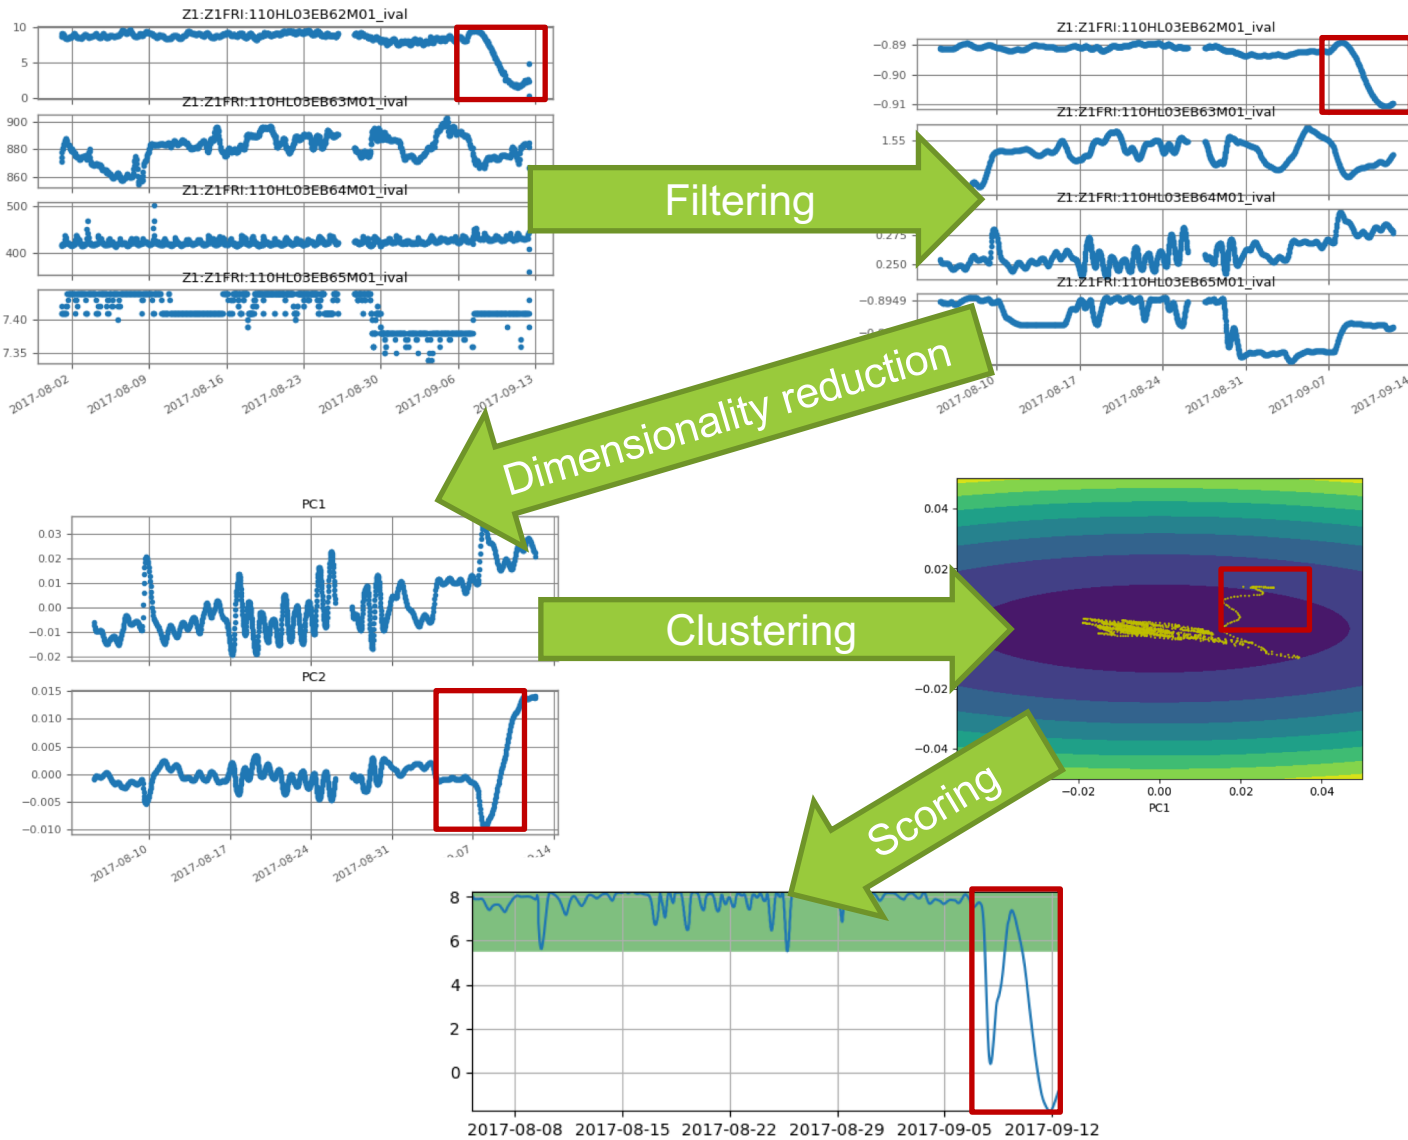 Z1:Z1FRI:110HL03EB62M01_ival
10
5
0
Z1:Z1FRI:110HL03EB63M01_ival
900
880
860
Z1:Z1FRI:110HL03EB64M01_ival
500
400
Z1:Z1FRI:110HL03EB65M01_ival
7.40
7.35
2017-08-02 2017-08-09 2017-08-16 2017-08-23 2017-08-30 2017-09-06 2017-09-13
Filtering
Z1:Z1FRI:110HL03EB62M01_ival
−0.89
−0.90
−0.91
Z1:Z1FRI:110HL03EB63M01_ival
1.55
Z1:Z1FRI:110HL03EB64M01_ival
0.275
0.250
Z1:Z1FRI:110HL03EB65M01_ival
−0.8949
2017-08-10 2017-08-17 2017-08-24 2017-08-31 2017-09-07 2017-09-14
Dimensionality reduction
PC1
0.03
0.02
0.01
0.00
−0.01
−0.02
PC2
0.015
0.010
0.005
0.000
−0.005
−0.010
2017-08-10 2017-08-17 2017-08-24 2017-08-31
Clustering
0.04
0.02
−0.02
−0.04
−0.02 0.00 0.02 0.04
PC1
Scoring
8
6
4
2
0
2017-08-08 2017-08-15 2017-08-22 2017-08-29 2017-09-05 2017-09-12